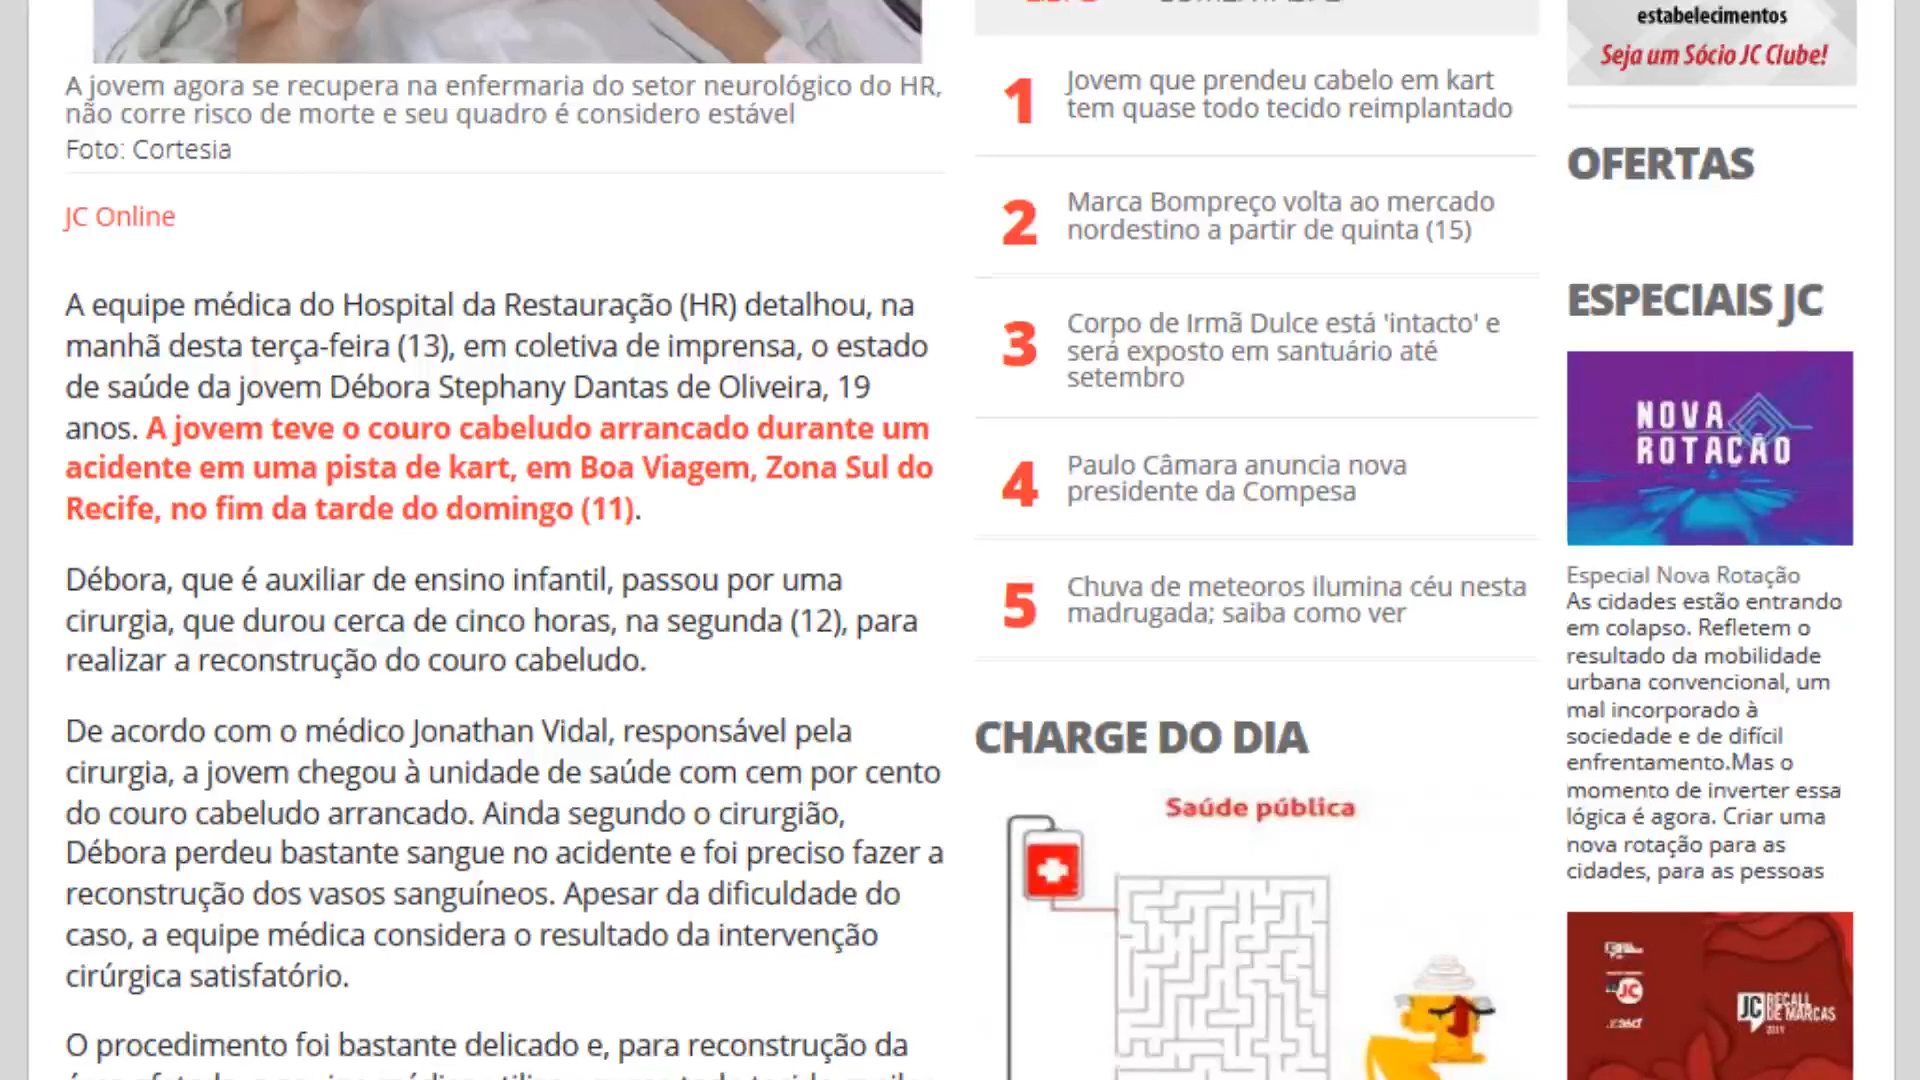 A jovem agora se recupera na enfermaria do setor neurológico do HR,
não corre risco de morte e seu quadro é considero estável
Foto: Cortesia
JC Online
A equipe médica do Hospital da Restauração (HR) detalhou, na
manhã desta terça-feira (13), em coletiva de imprensa, o estado
de saúde da jovem Débora Stephany Dantas de Oliveira, 19
anos. A jovem teve o couro cabeludo arrancado durante um
acidente em uma pista de kart, em Boa Viagem, Zona Sul do
Recife, no fim da tarde do domingo (11).
Débora, que é auxiliar de ensino infantil, passou por uma
cirurgia, que durou cerca de cinco horas, na segunda (12), para
realizar a reconstrução do couro cabeludo.
De acordo com o médico Jonathan Vidal, responsável pela
cirurgia, a jovem chegou à unidade de saúde com cem por cento
do couro cabeludo arrancado. Ainda segundo o cirurgião,
Débora perdeu bastante sangue no acidente e foi preciso fazer a
reconstrução dos vasos sanguíneos. Apesar da dificuldade do
caso, a equipe médica considera o resultado da intervenção
cirúrgica satisfatório.
O procedimento foi bastante delicado e, para reconstrução da
1 Jovem que prendeu cabelo em kart
tem quase todo tecido reimplantado
2 Marca Bompreço volta ao mercado
nordestino a partir de quinta (15)
3 Corpo de Irmã Dulce está 'intacto' e
será exposto em santuário até
setembro
4 Paulo Câmara anuncia nova
presidente da Compesa
5 Chuva de meteoros ilumina céu nesta
madrugada; saiba como ver
CHARGE DO DIA
Saúde pública
estabelecimentos
Seja um Sócio JC Clube!
OFERTAS
ESPECIAIS JC
NOVA
ROTAÇÃO
Especial Nova Rotação
As cidades estão entrando
em colapso. Refletem o
resultado da mobilidade
urbana convencional, um
mal incorporado à
sociedade e de difícil
enfrentamento.Mas o
momento de inverter essa
lógica é agora. Criar uma
nova rotação para as
cidades, para as pessoas
JC
JC RECALL
DE MARCAS
2019